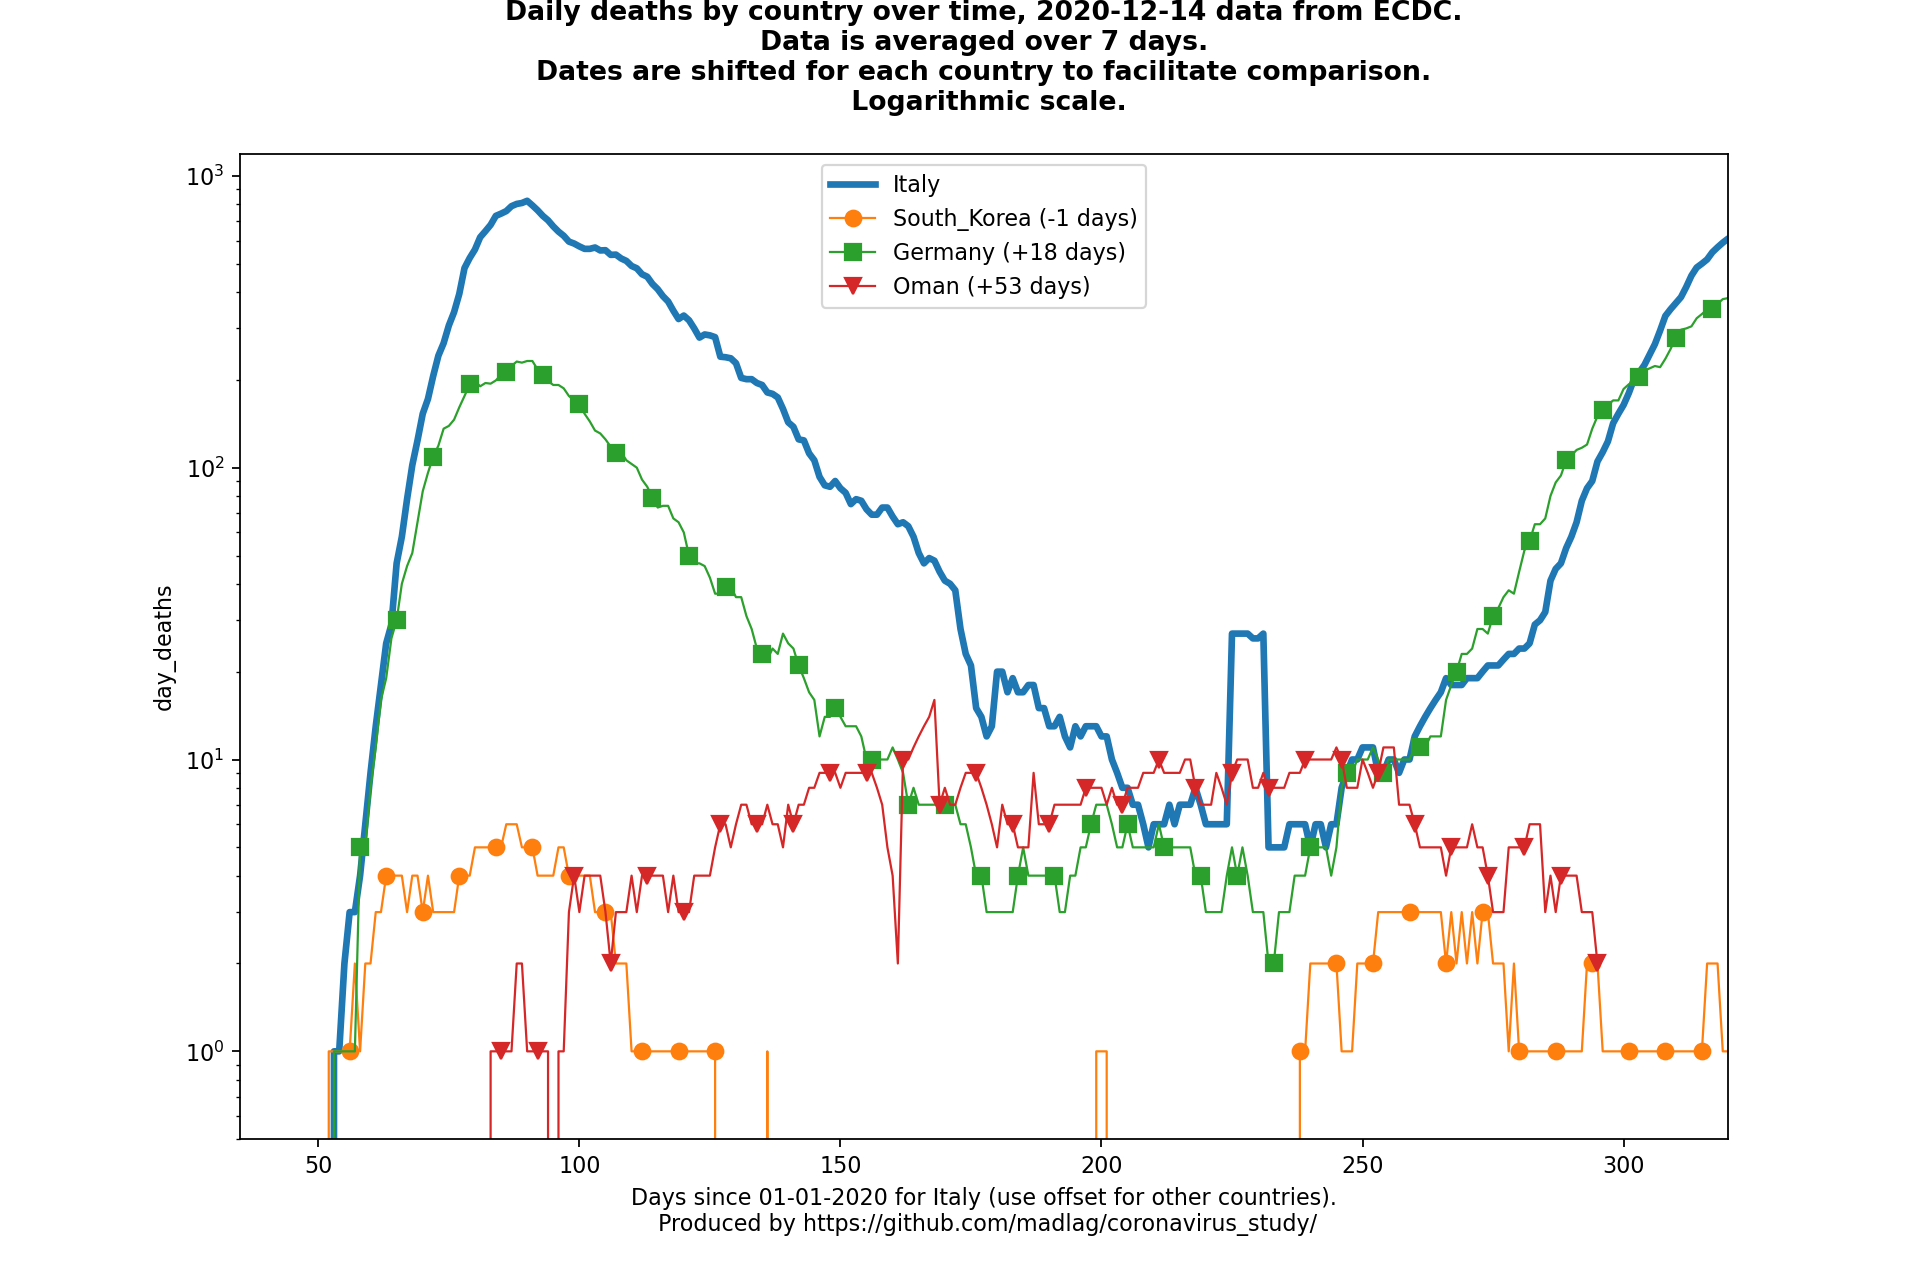 Daily deaths by country over time, 2020-12-14 data from ECDC.
Data is averaged over 7 days.
Dates are shifted for each country to facilitate comparison.
Logarithmic scale.
Italy
South_Korea (-1 days)
Germany (+18 days)
Oman (+53 days)
10³
10²
10¹
10⁰
day_deaths
50 100 150 200 250 300
Days since 01-01-2020 for Italy (use offset for other countries).
Produced by https://github.com/madlag/coronavirus_study/